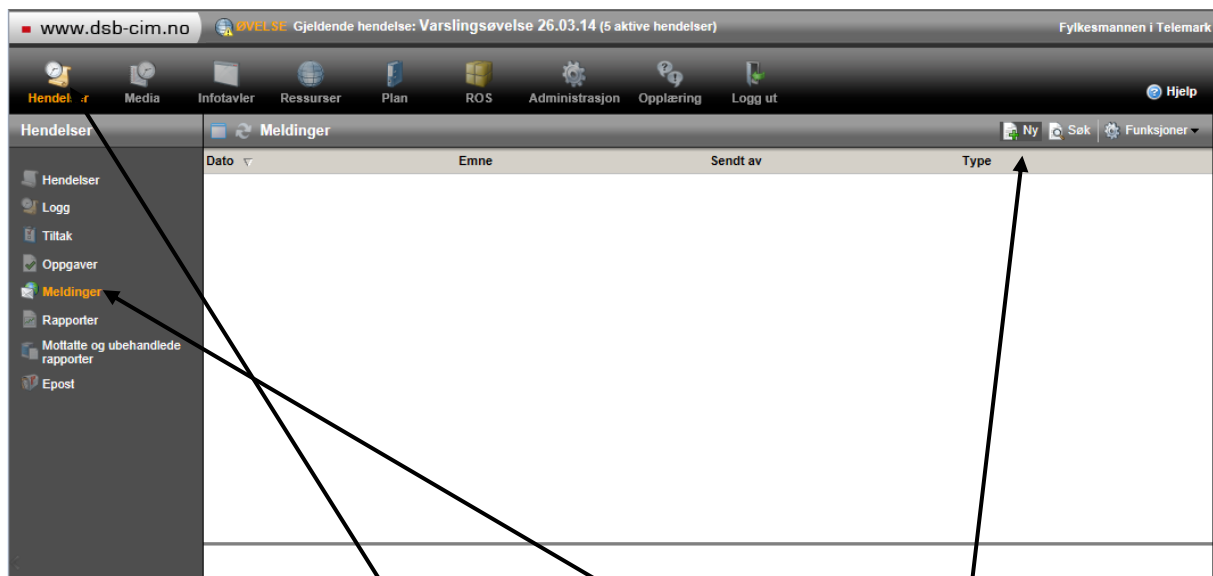 www.dsb-cim.no ØVELSE Gjeldende hendelse: Varslingsøvelse 26.03.14 (5 aktive hendelser) Fylkesmannen i Telemark
Hendelser Media Infotavler Ressurser Plan ROS Administrasjon Opplæring Logg ut Hjelp
Hendelser Meldinger Ny Søk Funksjoner
Dato Emne Sendt av Type
Hendelser
Logg
Tiltak
Oppgaver
Meldinger
Rapporter
Mottatte og ubehandlede
rapporter
Epost